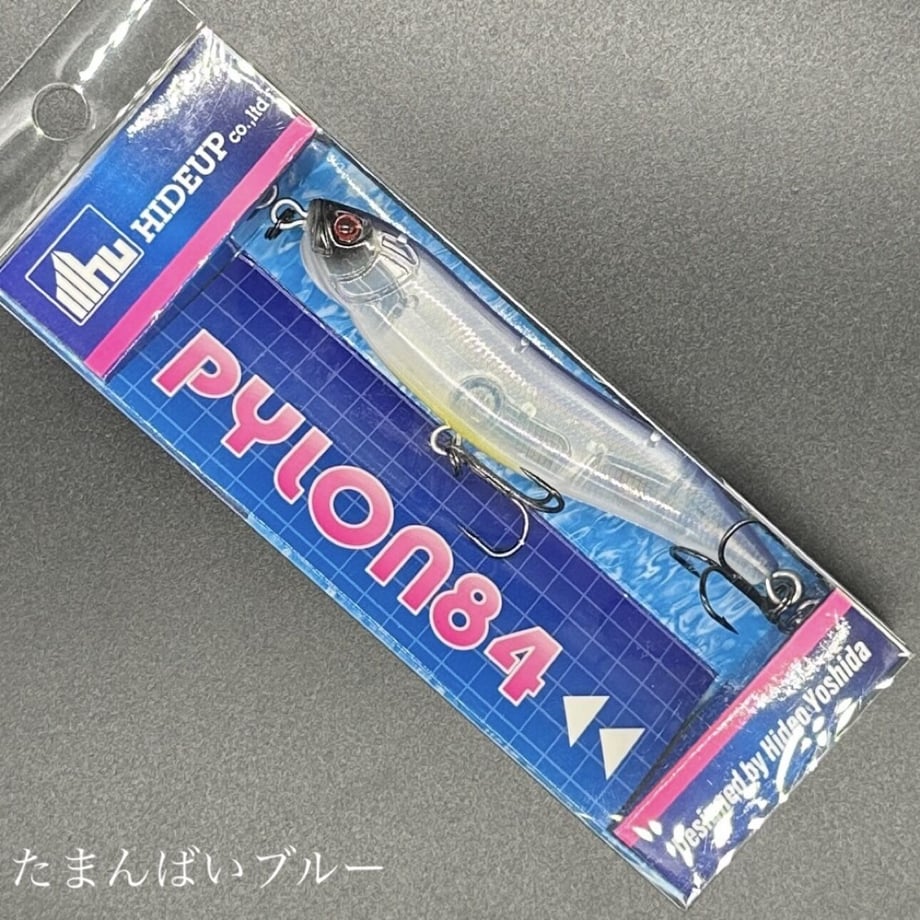 HIDEUP co.,ltd
PYLON84
Designed by Hideo Yoshida
たまんばいブルー